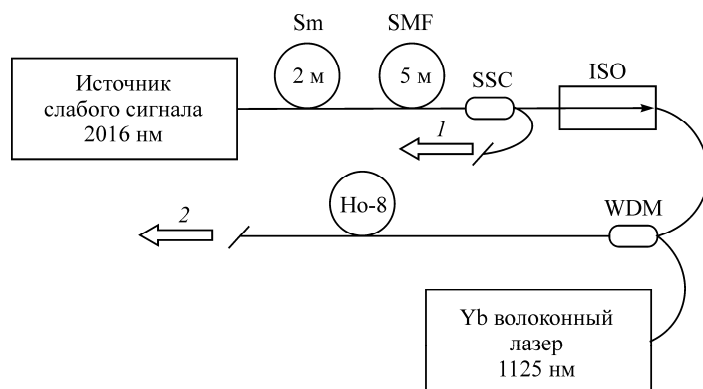 Sm
SMF
2 м
5 м
SSC
ISO
Источник
слабого сигнала
2016 нм
1
Ho-8
2
WDM
Yb волоконный
лазер
1125 нм